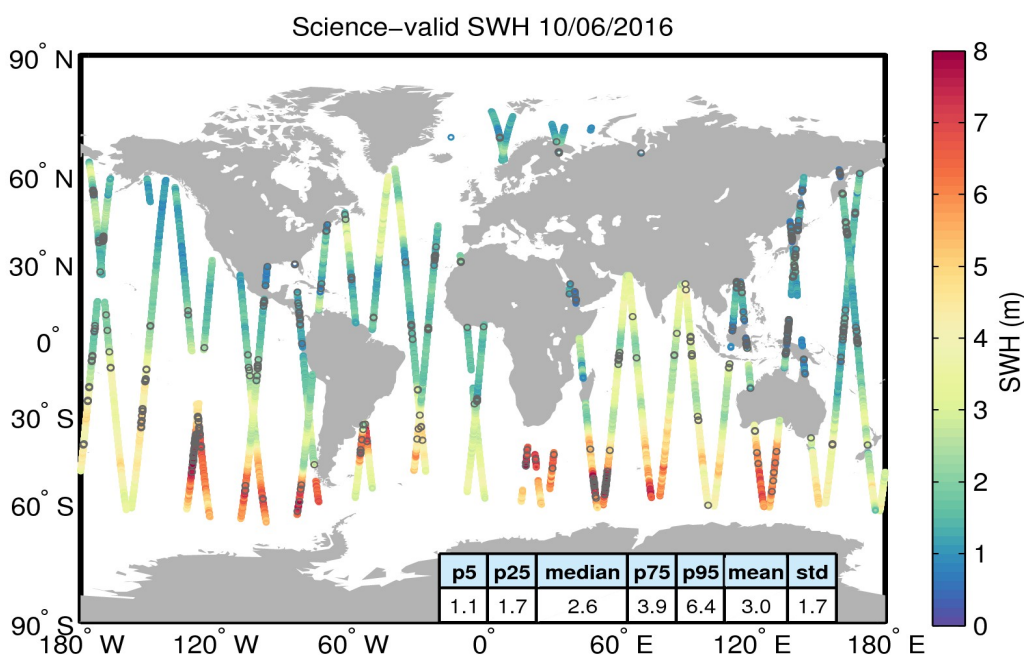 Science−valid SWH 10/06/2016
90° N
60° N
30° N
0°
30° S
60° S
90° S
180° W
120° W
60° W
0°
60° E
120° E
180° E
p5 p25 median p75 p95 mean std
1.1 1.7 2.6 3.9 6.4 3.0 1.7
8
7
6
5
4
3
2
1
0
SWH (m)